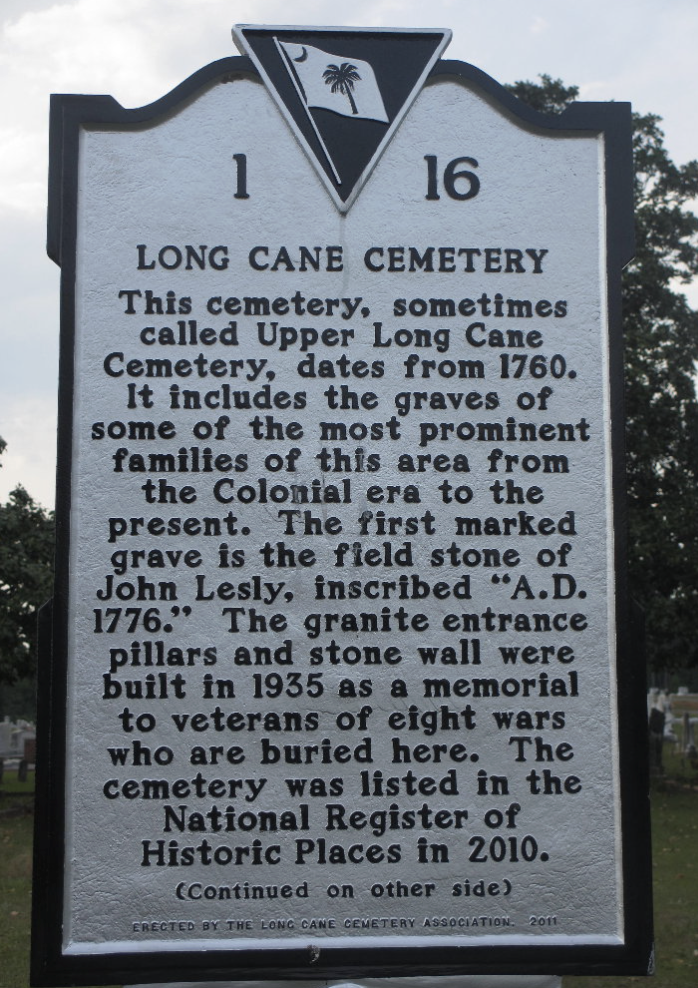 1 16
LONG CANE CEMETERY
This cemetery, sometimes
called Upper Long Cane
Cemetery, dates from 1760.
It includes the graves of
some of the most prominent
families of this area from
the Colonial era to the
present. The first marked
grave is the field stone of
John Lesly, inscribed “A.D.
1776.” The granite entrance
pillars and stone wall were
built in 1935 as a memorial
to veterans of eight wars
who are buried here. The
cemetery was listed in the
National Register of
Historic Places in 2010.
(Continued on other side)
ERECTED BY THE LONG CANE CEMETERY ASSOCIATION. 2011